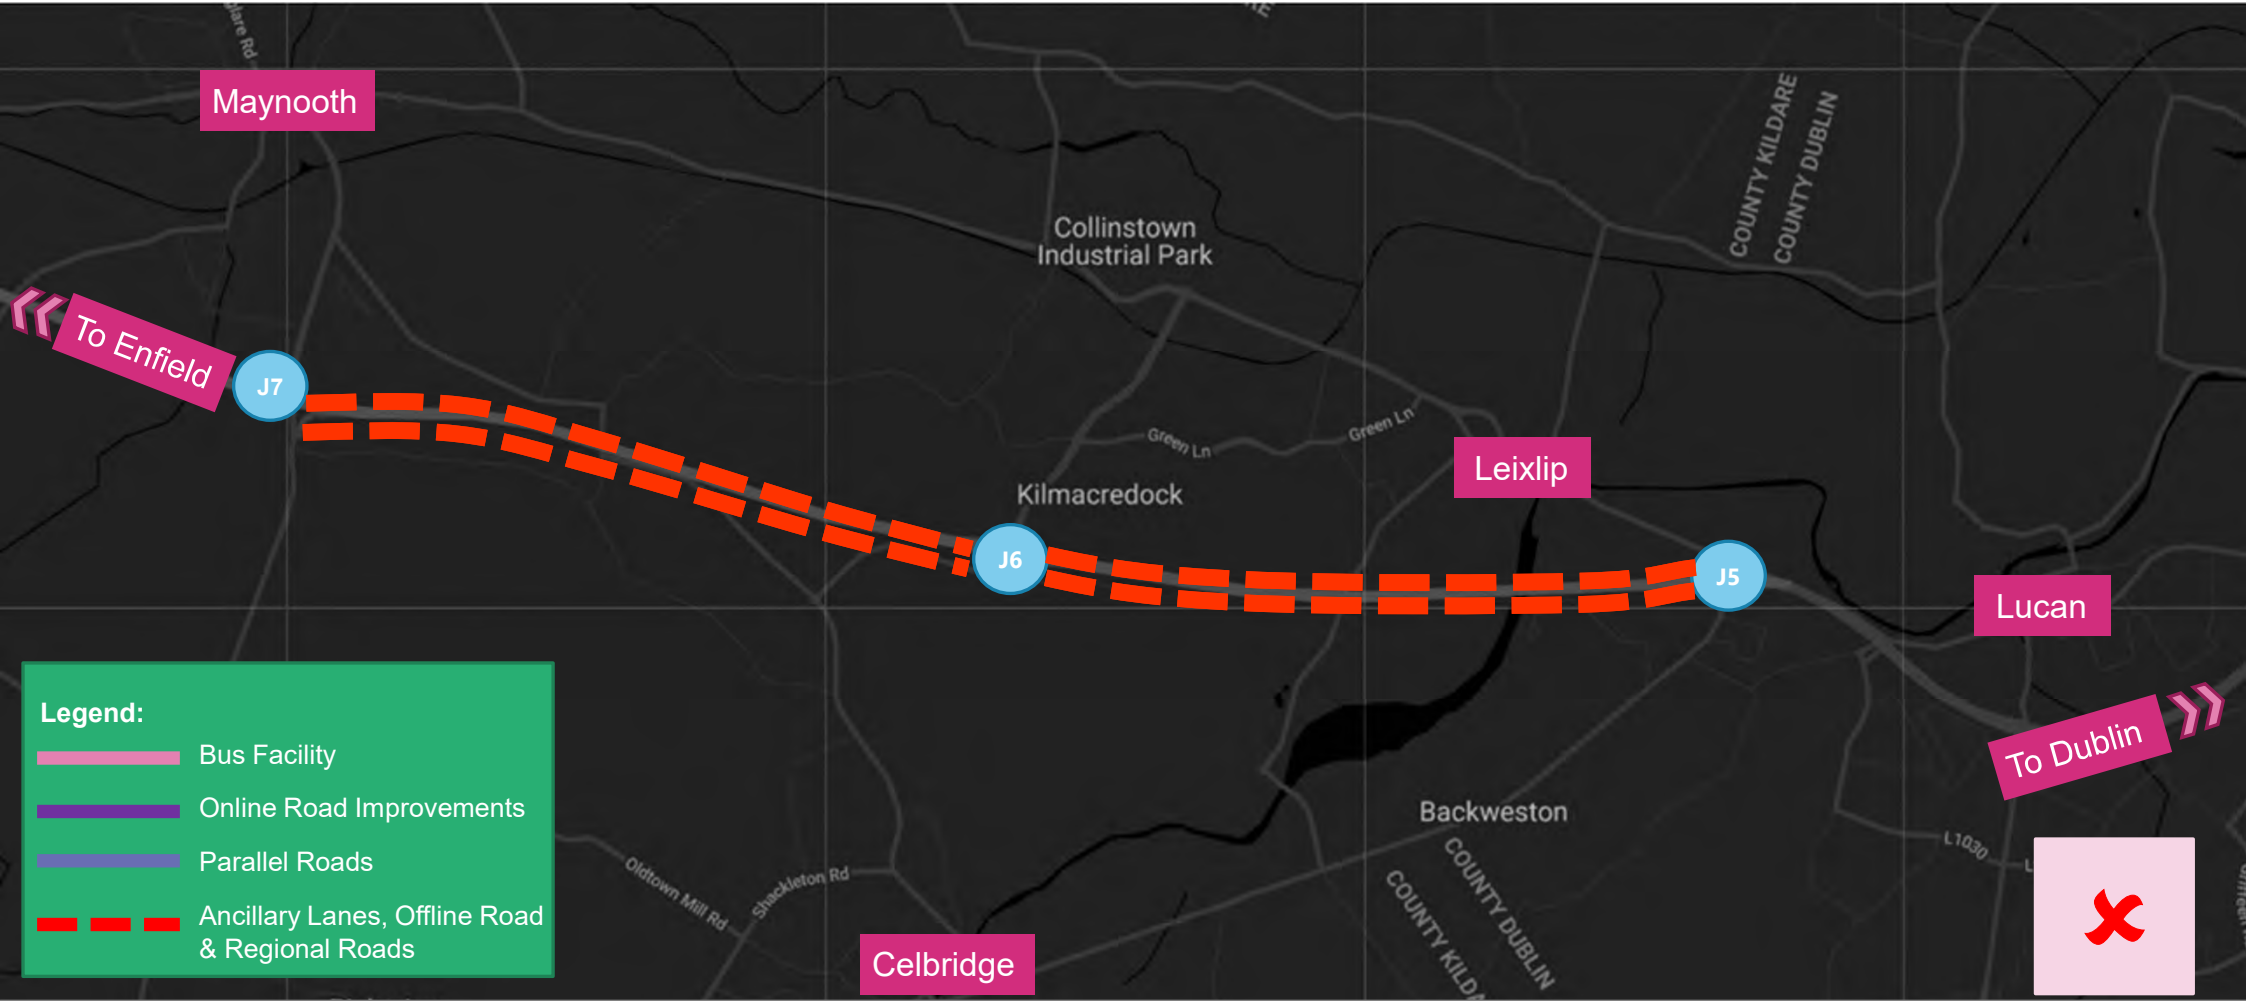 Maynooth
COUNTY KILDARE
COUNTY DUBLIN
Collinstown
Industrial Park
To Enfield
J7
Green Ln
Green Ln
Leixlip
Kilmacredock
J6
J5
Lucan
To Dublin
Legend:
Bus Facility
Online Road Improvements
Parallel Roads
Ancillary Lanes, Offline Road
& Regional Roads
Backweston
COUNTY DUBLIN
L1030
Oldtown Mill Rd
Shackleton Rd
Celbridge